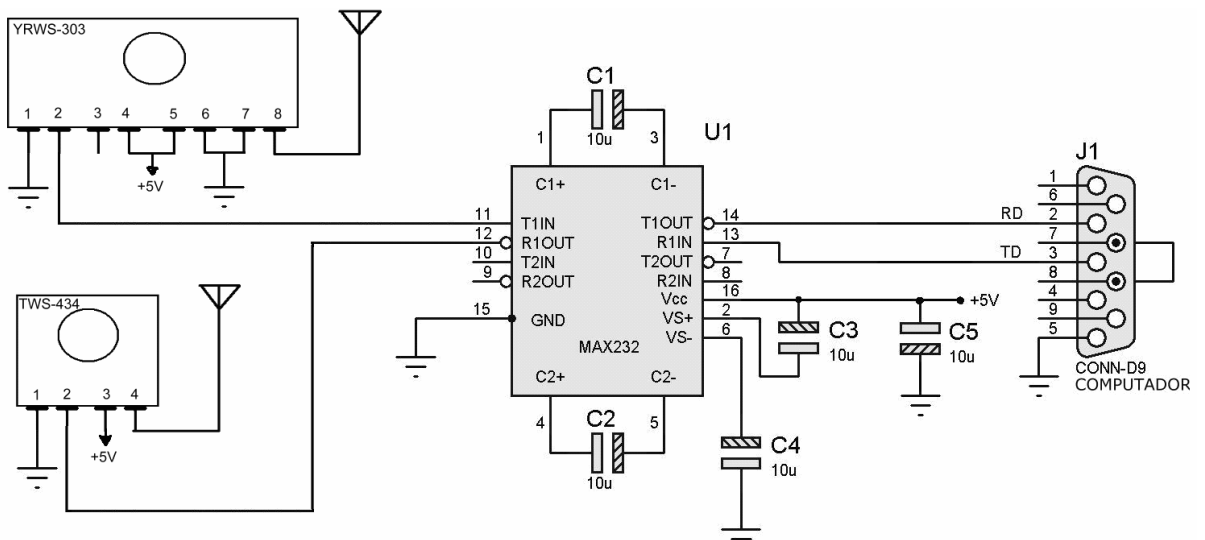 YRWS-303
1 2 3 4 5 6 7 8
+5V
TWS-434
1 2 3 4
+5V
C1
10u
1 3
U1
C1+ C1-
11 T1IN T1OUT 14
12 R1OUT R1IN 13
10 T2IN T2OUT 7
9 R2OUT R2IN 8
Vcc 16
+5V
15 GND VS+ 2
VS- 6
MAX232
C2+ C2-
4 5
C2
10u
C3
10u
C4
10u
C5
10u
J1
1
6
RD 2
7
TD 3
8
4
9
5
CONN-D9
COMPUTADOR